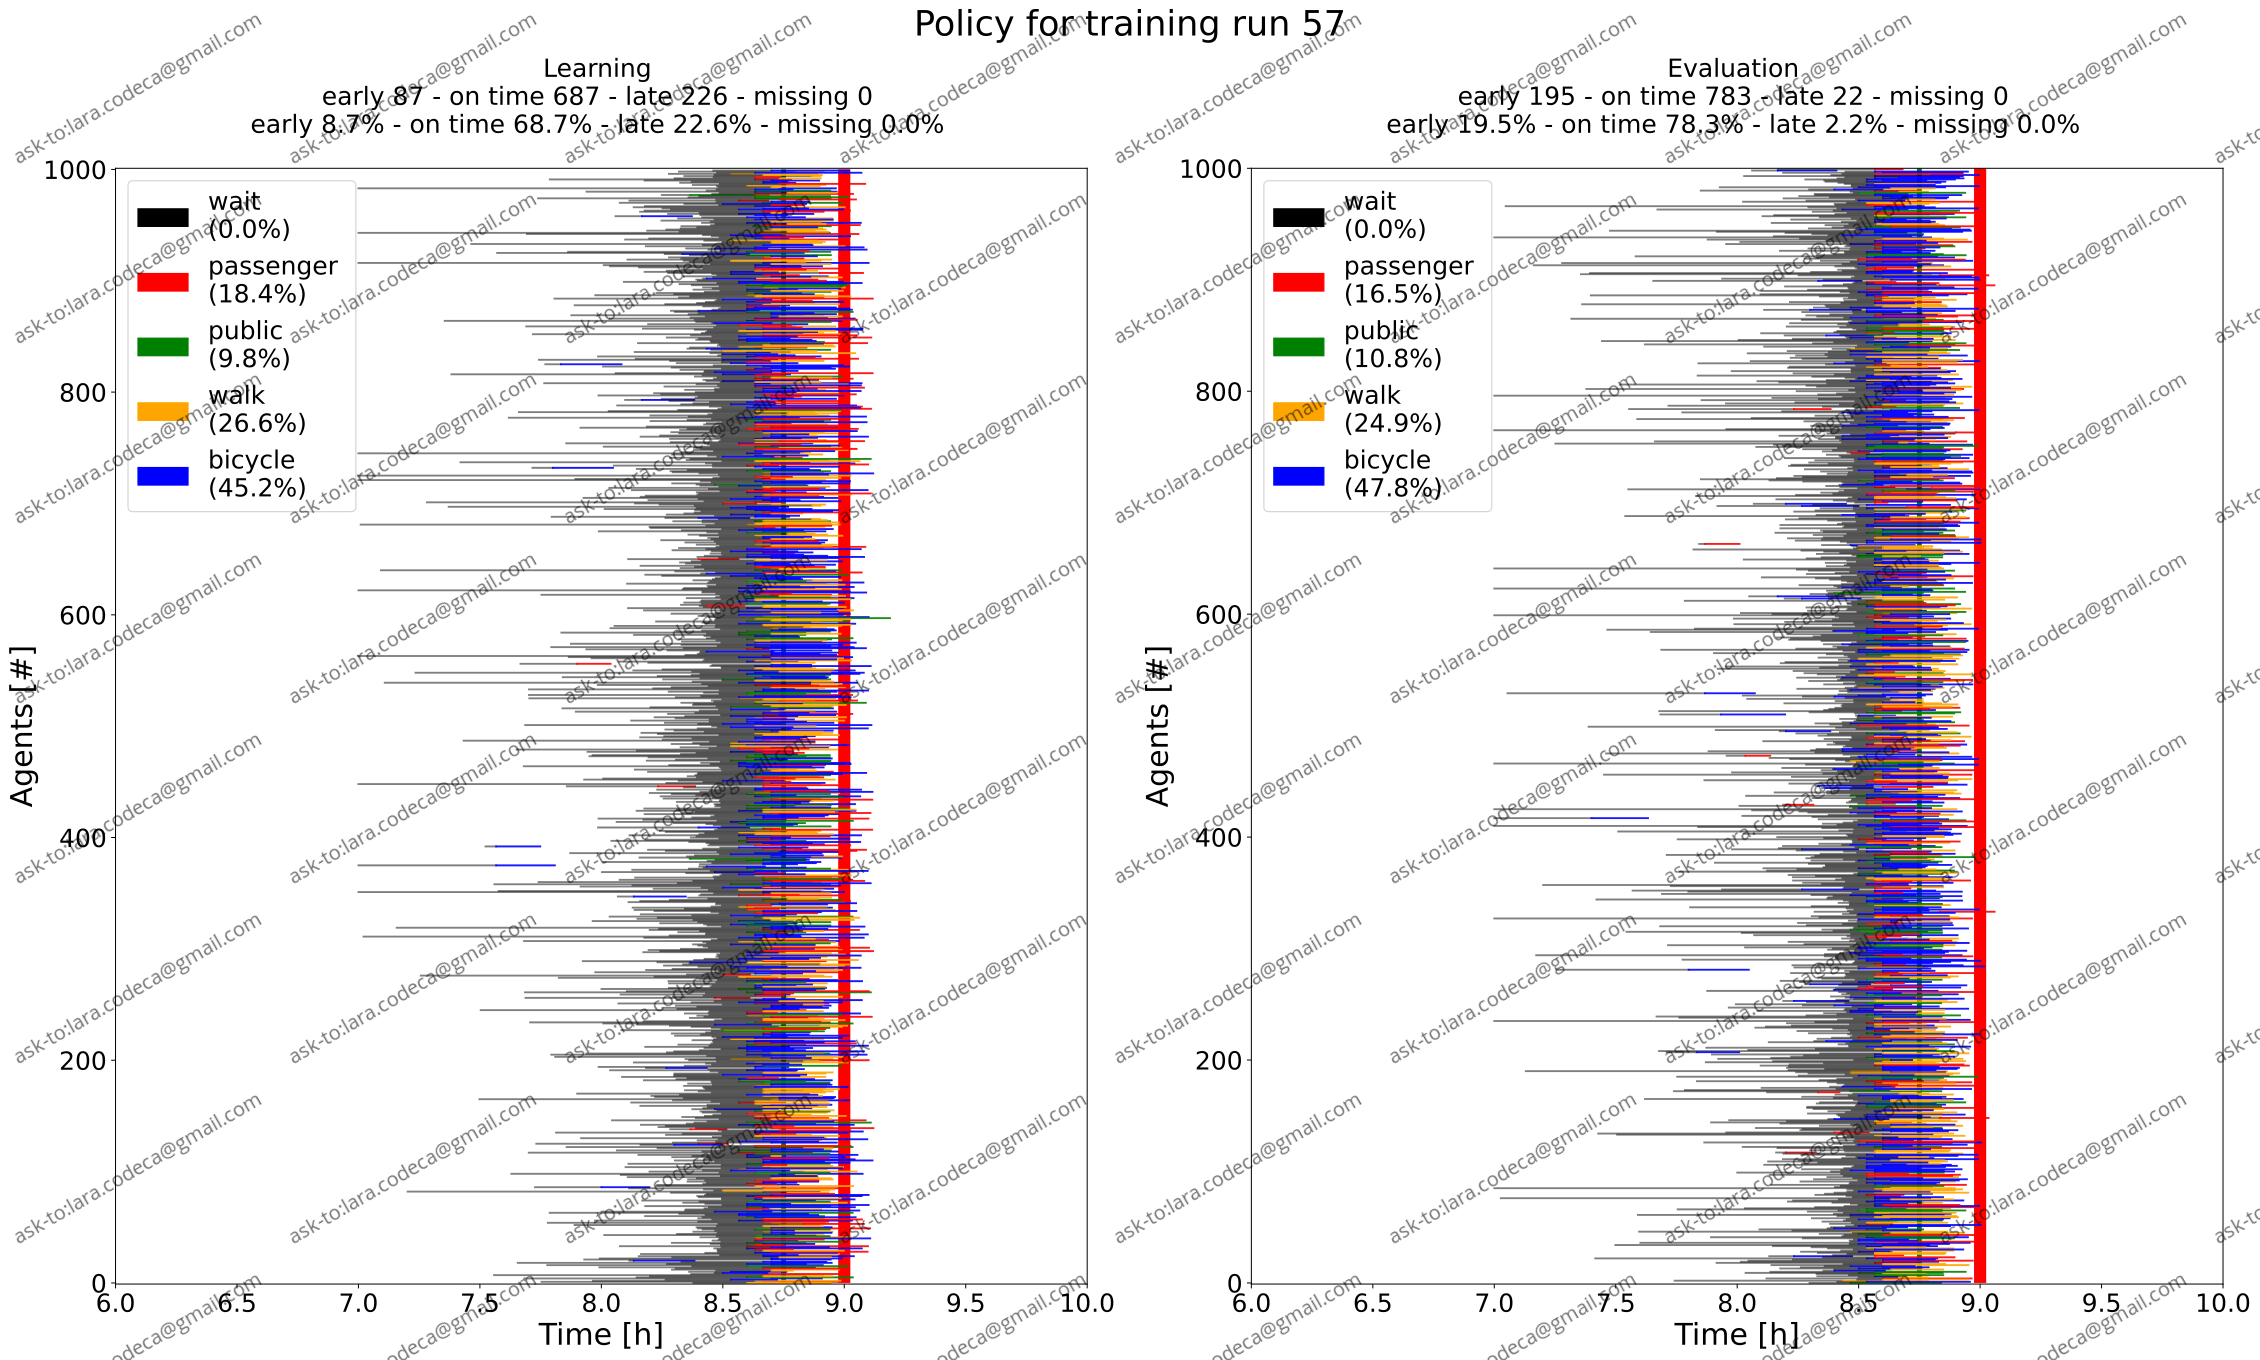 Policy for training run 57
Learning
early 87 - on time 687 - late 226 - missing 0
early 8.7% - on time 68.7% - late 22.6% - missing 0.0%
1000
800
600
400
200
0
Agents [#]
wait
(0.0%)
passenger
(18.4%)
public
(9.8%)
walk
(26.6%)
bicycle
(45.2%)
6.0 6.5 7.0 7.5 8.0 8.5 9.0 9.5 10.0
Time [h]
Evaluation
early 195 - on time 783 - late 22 - missing 0
early 19.5% - on time 78.3% - late 2.2% - missing 0.0%
1000
800
600
400
200
0
Agents [#]
wait
(0.0%)
passenger
(16.5%)
public
(10.8%)
walk
(24.9%)
bicycle
(47.8%)
6.0 6.5 7.0 7.5 8.0 8.5 9.0 9.5 10.0
Time [h]
ask-to:lara.codeca@gmail.com